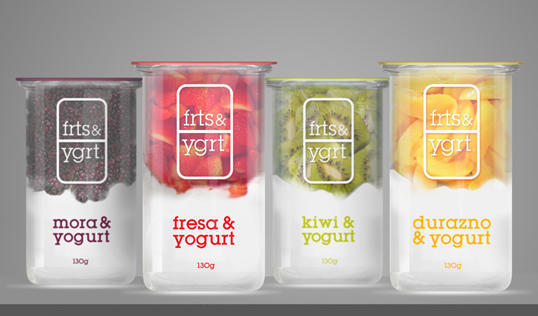 frts&
ygrt
mora &
yogurt
130g
frts&
ygrt
fresa &
yogurt
130g
frts&
ygrt
kiwi &
yogurt
130g
frts&
ygrt
durazno
& yogurt
130g